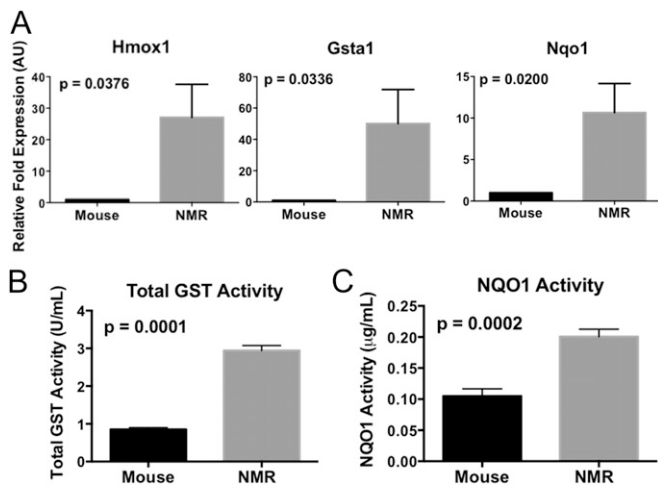 A
Hmox1
Gsta1
Nqo1
Relative Fold Expression (AU)
40
30
20
10
0
p = 0.0376
Mouse
NMR
80
60
40
20
0
p = 0.0336
Mouse
NMR
15
10
5
0
p = 0.0200
Mouse
NMR
B
Total GST Activity
Total GST Activity (U/mL)
4
3
2
1
0
p = 0.0001
Mouse
NMR
C
NQO1 Activity
NQO1 Activity (μg/mL)
0.25
0.20
0.15
0.10
0.05
0.00
p = 0.0002
Mouse
NMR